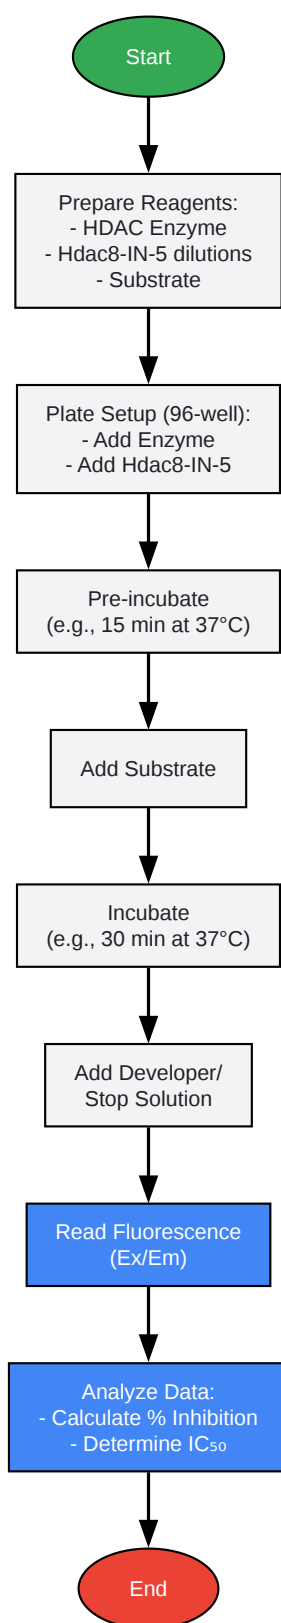 Start
Prepare Reagents:
- HDAC Enzyme
- Hdac8-IN-5 dilutions
- Substrate
Plate Setup (96-well):
- Add Enzyme
- Add Hdac8-IN-5
Pre-incubate
(e.g., 15 min at 37°C)
Add Substrate
Incubate
(e.g., 30 min at 37°C)
Add Developer/
Stop Solution
Read Fluorescence
(Ex/Em)
Analyze Data:
- Calculate % Inhibition
- Determine IC₅₀
End